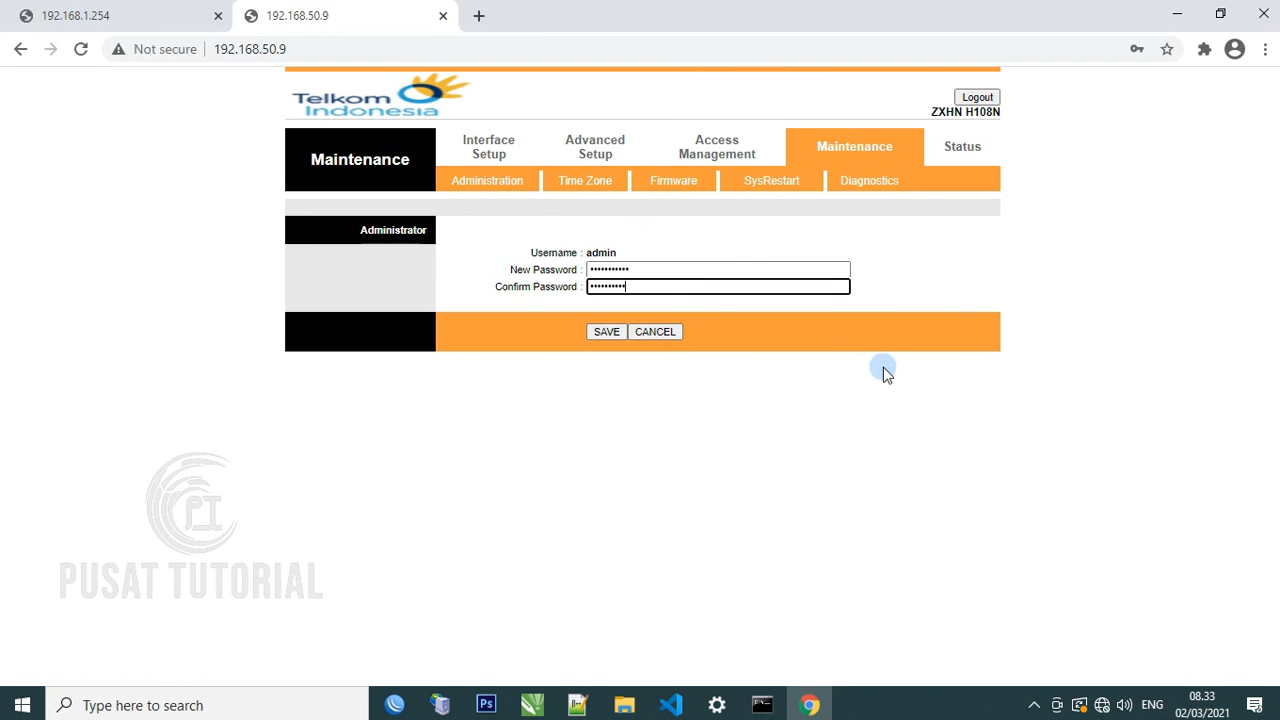 192.168.1.254
192.168.50.9
Not secure
192.168.50.9
Telkom
Indonesia
Logout
ZXHN H108N
Maintenance
Interface
Setup
Advanced
Setup
Access
Management
Maintenance
Status
Administration
Time Zone
Firmware
SysRestart
Diagnostics
Administrator
Username : admin
New Password : •••••••••••
Confirm Password : ••••••••••
SAVE
CANCEL
PI
PUSAT TUTORIAL
Type here to search
Ps
ENG
08.33
02/03/2021